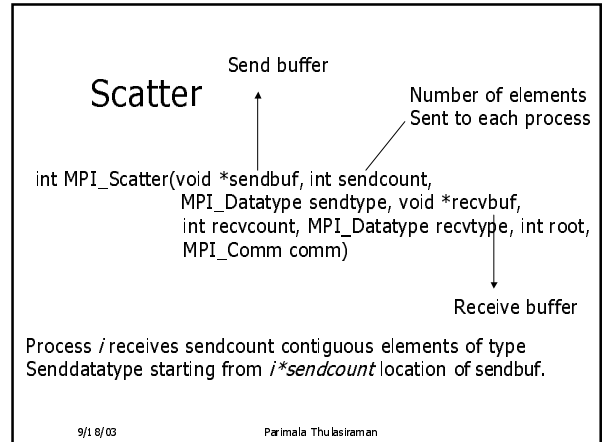 Send buffer
Scatter
Number of elements
Sent to each process
int MPI_Scatter(void *sendbuf, int sendcount,
MPI_Datatype sendtype, void *recvbuf,
int recvcount, MPI_Datatype recvtype, int root,
MPI_Comm comm)
Receive buffer
Process i receives sendcount contiguous elements of type
Senddatatype starting from i*sendcount location of sendbuf.
9/18/03 Parimala Thulasiraman